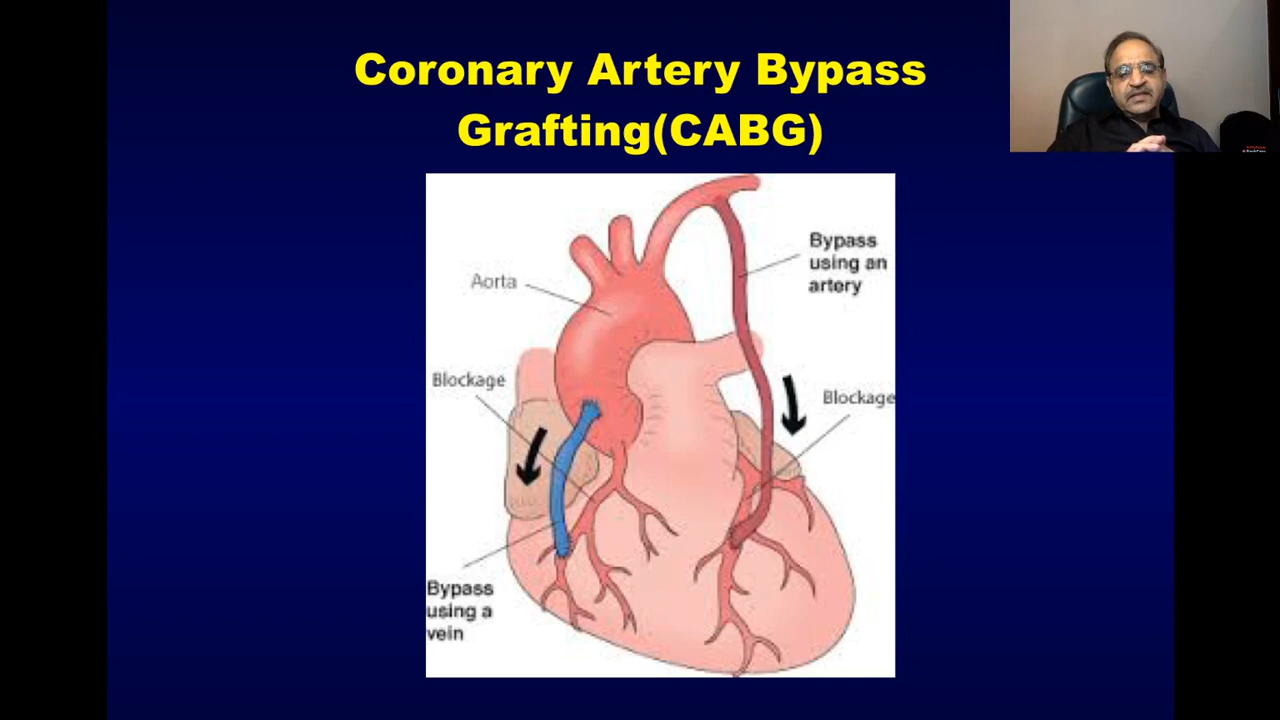 Coronary Artery Bypass
Grafting(CABG)
Bypass
using an
artery
Aorta
Blockage
Blockage
Bypass
using a
vein